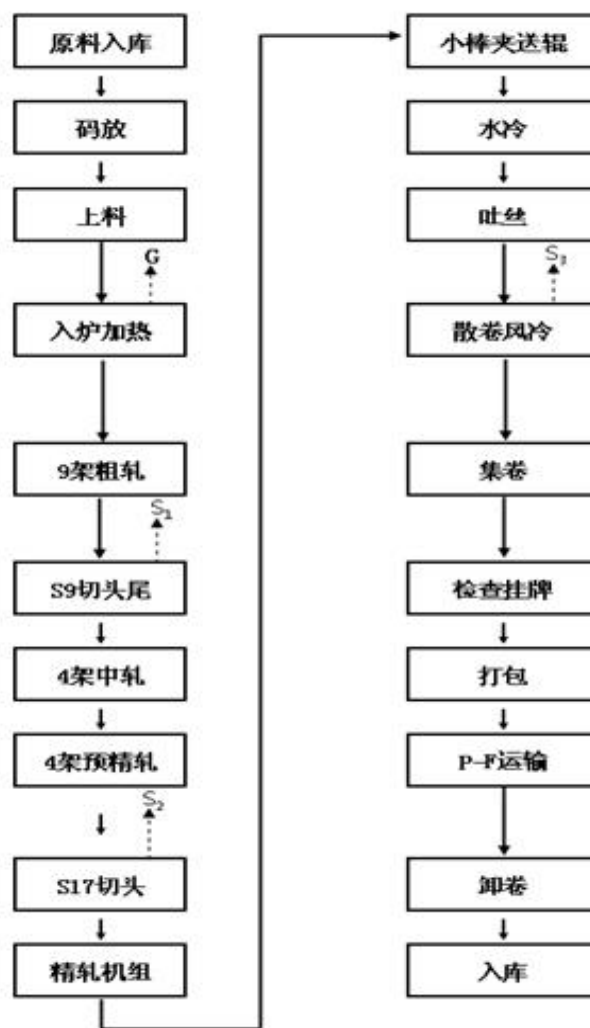 原料入库
码放
上料
G
入炉加热
9架粗轧
S₁
S9切头尾
4架中轧
4架预精轧
S₂
S17切头
精轧机组
小棒夹送辊
水冷
吐丝
S₃
散卷风冷
集卷
检查挂牌
打包
P-F运输
卸卷
入库